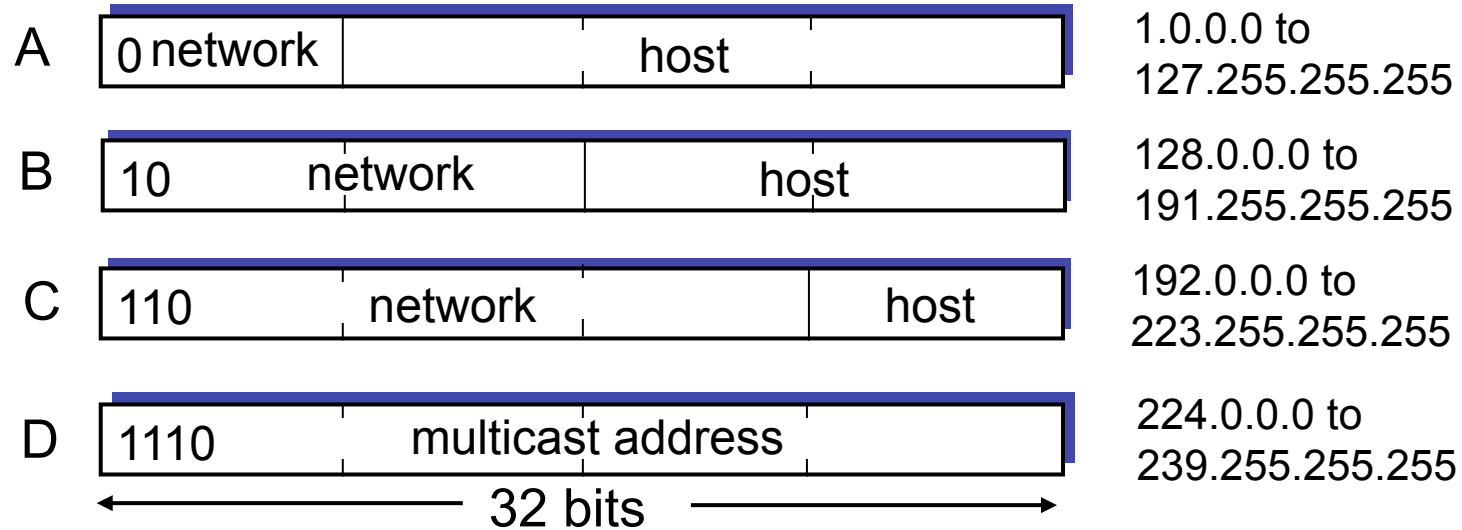 A 0 network host 1.0.0.0 to
127.255.255.255
B 10 network host 128.0.0.0 to
191.255.255.255
C 110 network host 192.0.0.0 to
223.255.255.255
D 1110 multicast address 224.0.0.0 to
239.255.255.255
32 bits